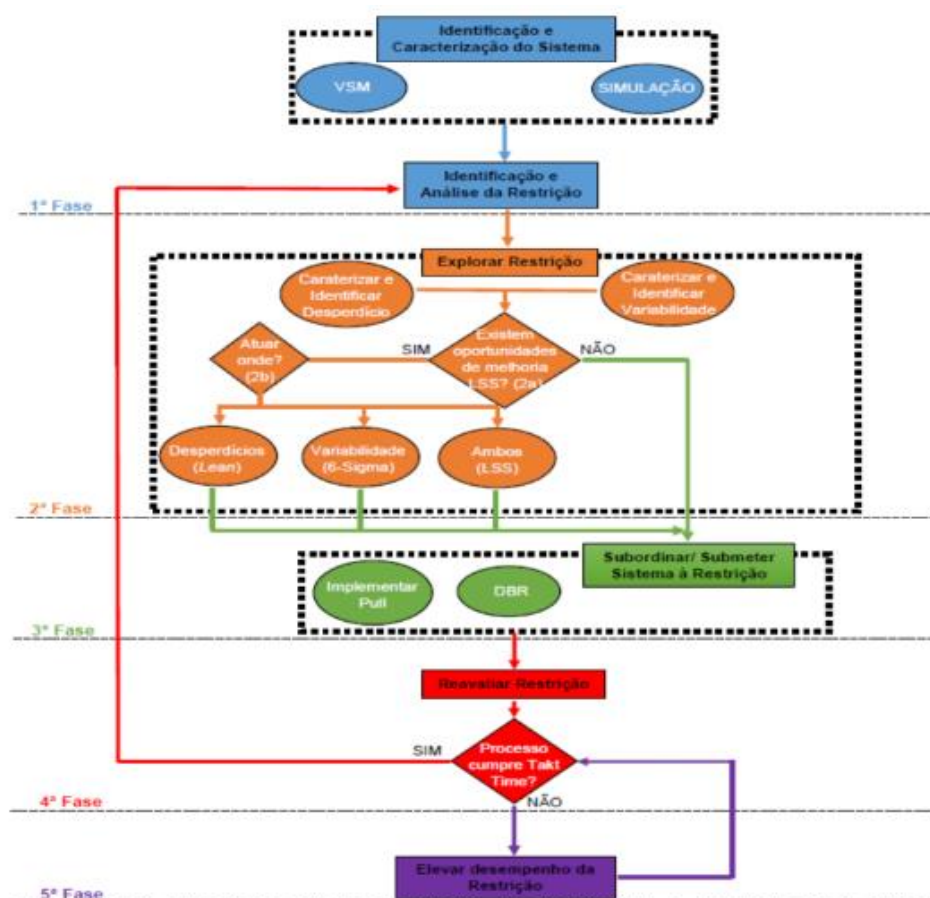 Identificação e
Caracterização do Sistema
VSM
SIMULAÇÃO
Identificação e
Análise da Restrição
1ª Fase
Explorar Restrição
Caraterizar e
Identificar
Desperdício
Caraterizar e
Identificar
Variabilidade
Atuar
onde?
(2b)
SIM
Existem
oportunidades
de melhoria
LSS? (2a)
NÃO
Desperdícios
(Lean)
Variabilidade
(6-Sigma)
Ambos
(LSS)
2ª Fase
Subordinar/ Submeter
Sistema à Restrição
Implementar
Pull
DBR
3ª Fase
Reavaliar Restrição
SIM
Processo
cumpre Takt
Time?
NÃO
4ª Fase
Elevar desempenho da
Restrição
5ª Fase